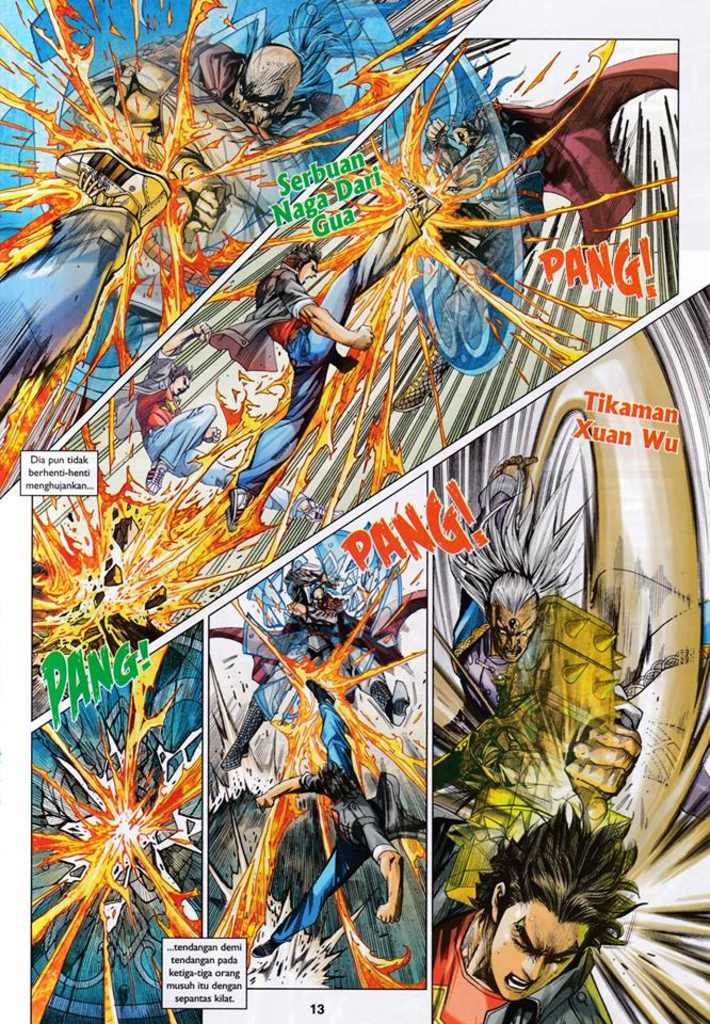 Serbuan
Naga Dari
Gua
PANG!
Dia pun tidak
berhenti-henti
menghujankan...
Tikaman
Xuan Wu
PANG!
PANG!
...tendangan demi
tendangan pada
ketiga-tiga orang
musuh itu dengan
sepantas kilat.
13